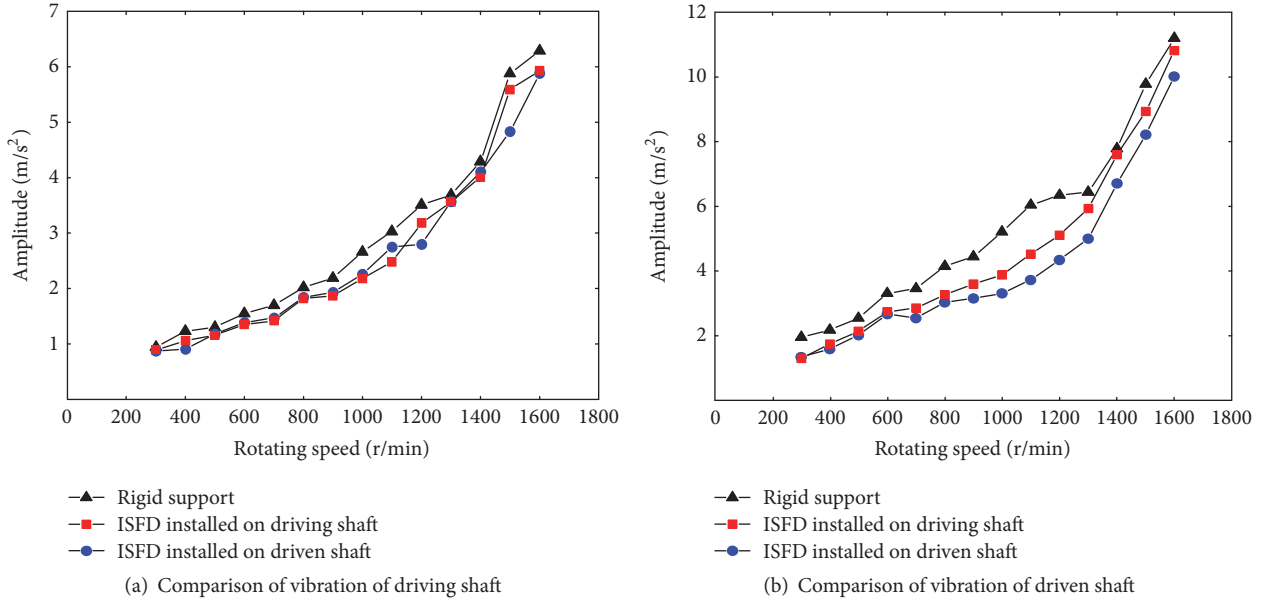 6
5
4
3
2
1
Amplitude (m/s²)
0 200 400 600 800 1000 1200 1400 1600 1800
Rotating speed (r/min)
Rigid support
ISFD installed on driving shaft
ISFD installed on driven shaft
(a) Comparison of vibration of driving shaft
12
10
8
6
4
2
Amplitude (m/s²)
0 200 400 600 800 1000 1200 1400 1600 1800
Rotating speed (r/min)
Rigid support
ISFD installed on driving shaft
ISFD installed on driven shaft
(b) Comparison of vibration of driven shaft